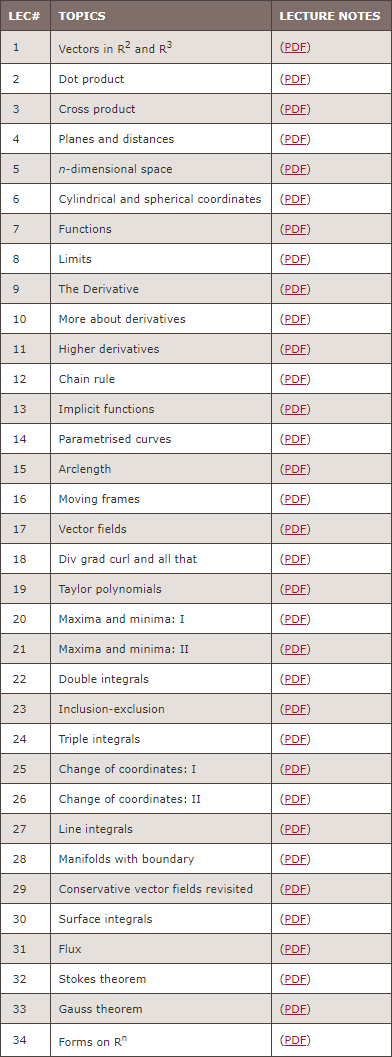 LEC# TOPICS LECTURE NOTES
1 Vectors in R² and R³ (PDF)
2 Dot product (PDF)
3 Cross product (PDF)
4 Planes and distances (PDF)
5 n-dimensional space (PDF)
6 Cylindrical and spherical coordinates (PDF)
7 Functions (PDF)
8 Limits (PDF)
9 The Derivative (PDF)
10 More about derivatives (PDF)
11 Higher derivatives (PDF)
12 Chain rule (PDF)
13 Implicit functions (PDF)
14 Parametrised curves (PDF)
15 Arclength (PDF)
16 Moving frames (PDF)
17 Vector fields (PDF)
18 Div grad curl and all that (PDF)
19 Taylor polynomials (PDF)
20 Maxima and minima: I (PDF)
21 Maxima and minima: II (PDF)
22 Double integrals (PDF)
23 Inclusion-exclusion (PDF)
24 Triple integrals (PDF)
25 Change of coordinates: I (PDF)
26 Change of coordinates: II (PDF)
27 Line integrals (PDF)
28 Manifolds with boundary (PDF)
29 Conservative vector fields revisited (PDF)
30 Surface integrals (PDF)
31 Flux (PDF)
32 Stokes theorem (PDF)
33 Gauss theorem (PDF)
34 Forms on Rⁿ (PDF)